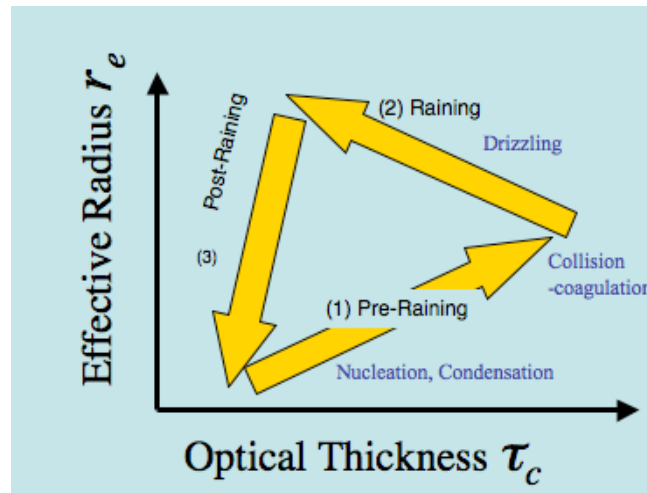 Effective Radius r_e
Post-Raining
(3)
(2) Raining
Drizzling
Collision
-coagulation
(1) Pre-Raining
Nucleation, Condensation
Optical Thickness τ_c